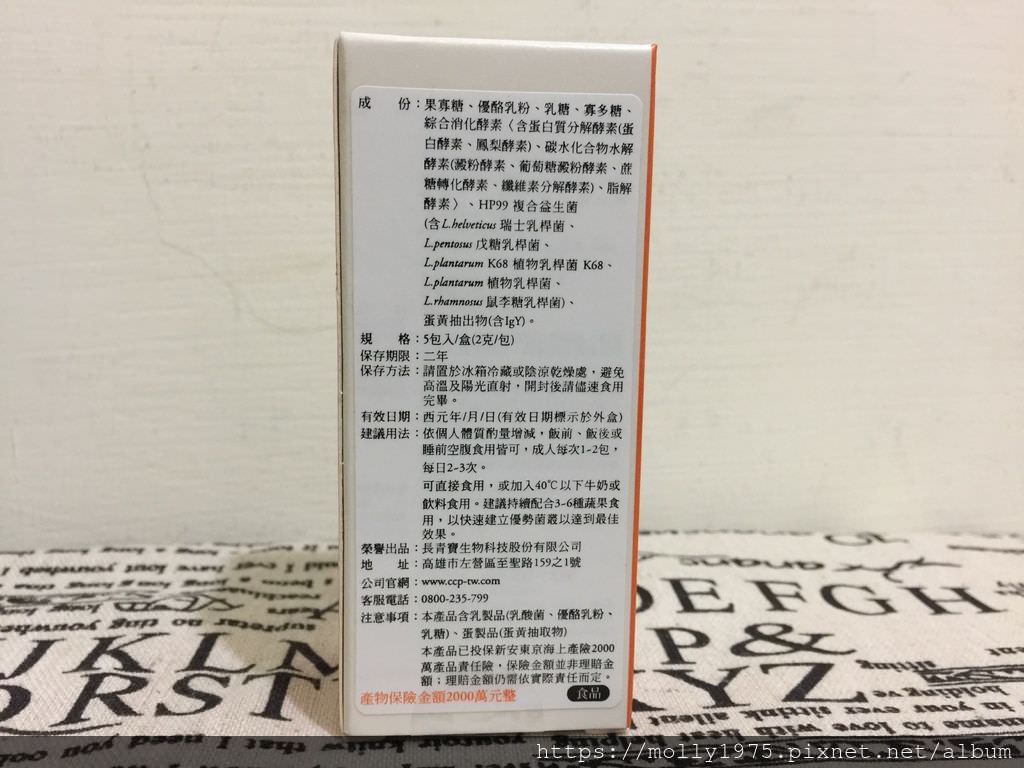 成　份：果寡糖、優酪乳粉、乳糖、寡多糖、
綜合消化酵素〈含蛋白質分解酵素(蛋
白酵素、鳳梨酵素)、碳水化合物水解
酵素(澱粉酵素、葡萄糖澱粉酵素、蔗
糖轉化酵素、纖維素分解酵素)、脂解
酵素〉、HP99 複合益生菌
(含L.helveticus 瑞士乳桿菌、
L.pentosus 戊糖乳桿菌、
L.plantarum K68 植物乳桿菌 K68、
L.plantarum 植物乳桿菌、
L.rhamnosus 鼠李糖乳桿菌)、
蛋黃抽出物(含IgY)。
規　格：5包入/盒(2克/包)
保存期限：二年
保存方法：請置於冰箱冷藏或陰涼乾燥處，避免
高溫及陽光直射，開封後請儘速食用
完畢。
有效日期：西元年/月/日(有效日期標示於外盒)
建議用法：依個人體質酌量增減，飯前、飯後或
睡前空腹食用皆可，成人每次1~2包，
每日2~3次。
可直接食用，或加入40℃以下牛奶或
飲料食用。建議持續配合3~6種蔬果食
用，以快速建立優勢菌叢以達到最佳
效果。
榮譽出品：長青寶生物科技股份有限公司
地　址：高雄市左營區至聖路159之1號
公司官網：www.ccp-tw.com
客服電話：0800-235-799
注意事項：本產品含乳製品(乳酸菌、優酪乳粉、
乳糖)、蛋製品(蛋黃抽取物)
本產品已投保新安東京海上產險2000
萬產品責任險，保險金額並非理賠金
額；理賠金額仍需依實際責任而定。
產物保險金額2000萬元整
食品
DEFGH
JKLM
P&
ORST
XYZ
https://molly1975.pixnet.net/album